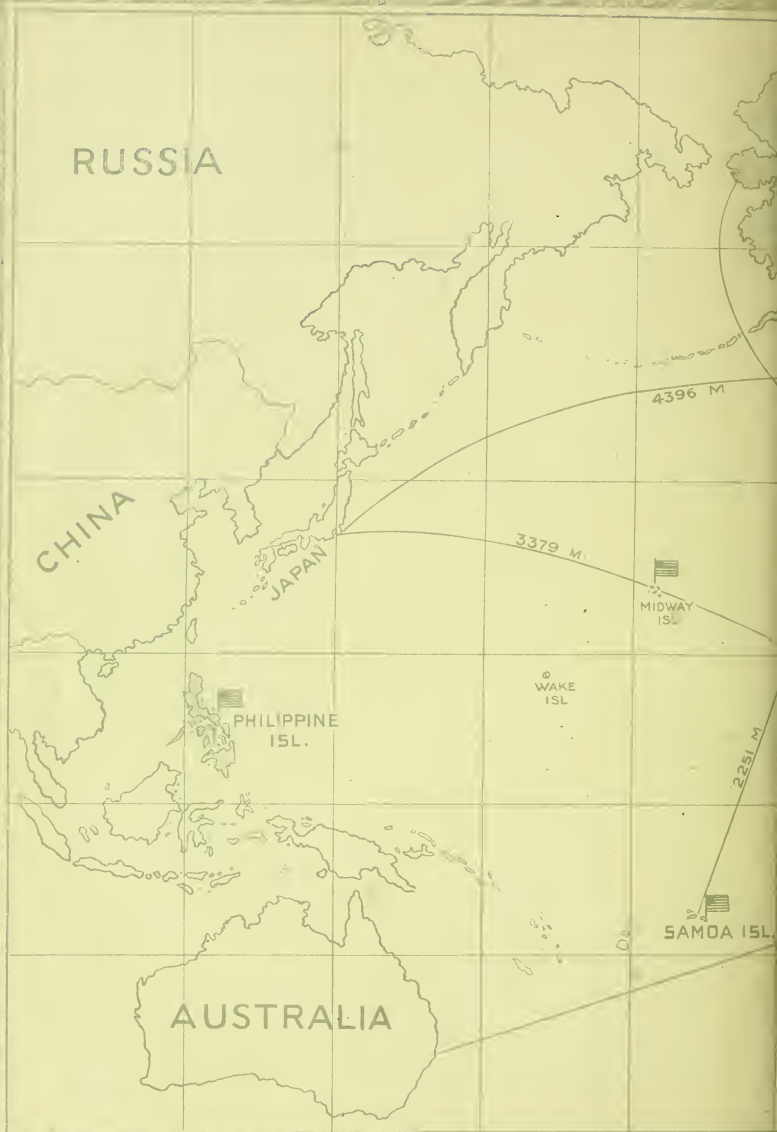 RUSSIA
4396 M
CHINA
3379 M
JAPAN
MIDWAY
ISL
WAKE
ISL
PHILIPPINE
ISL.
2251 M
SAMOA ISL.
AUSTRALIA